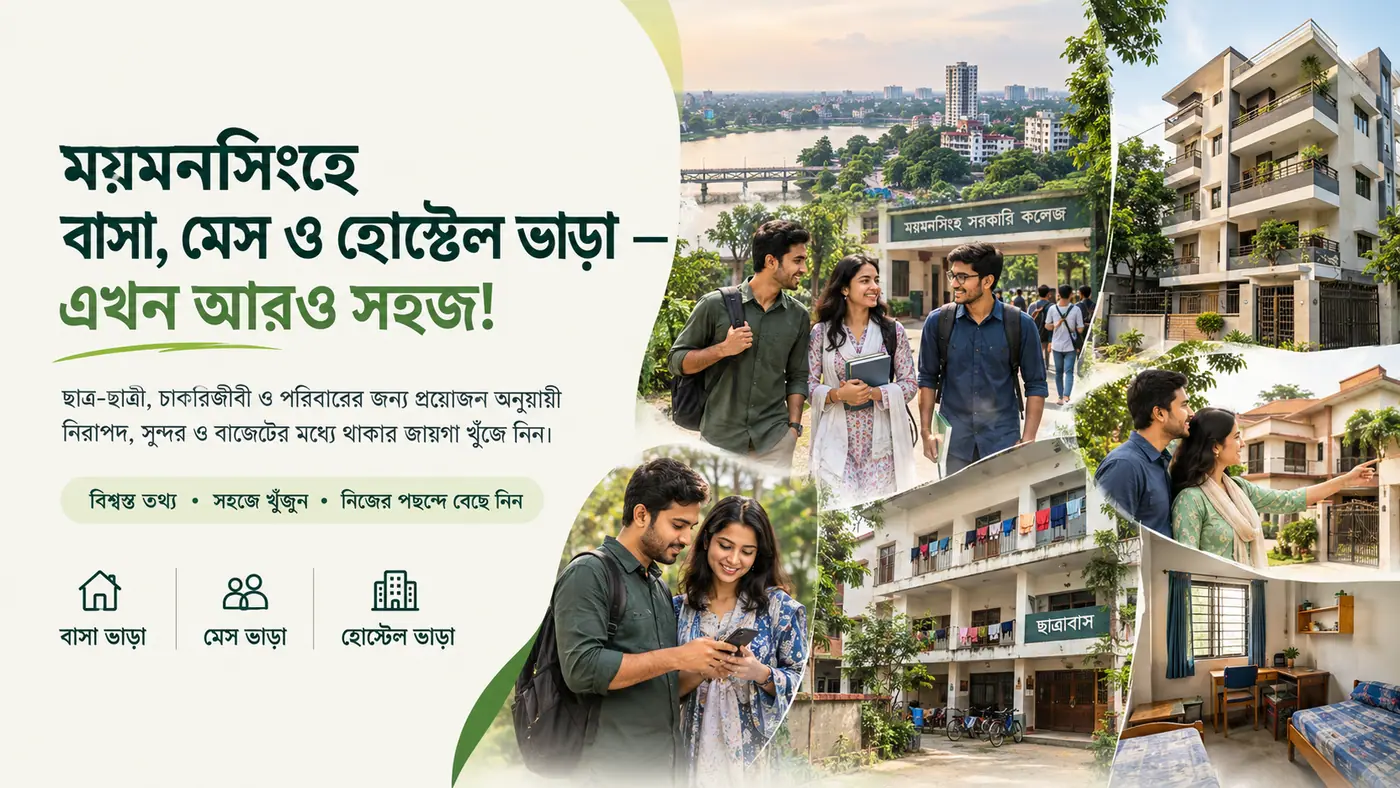 ময়মনসিংহে
বাসা, মেস ও হোস্টেল ভাড়া –
এখন আরও সহজ!
ছাত্র-ছাত্রী, চাকরিজীবী ও পরিবারের জন্য প্রয়োজন অনুযায়ী
নিরাপদ, সুন্দর ও বাজেটের মধ্যে থাকার জায়গা খুঁজে নিন।
বিশ্বস্ত তথ্য • সহজে খুঁজুন • নিজের পছন্দে বেছে নিন
বাসা ভাড়া
মেস ভাড়া
হোস্টেল ভাড়া
ময়মনসিংহ সরকারি কলেজ
ছাত্রাবাস